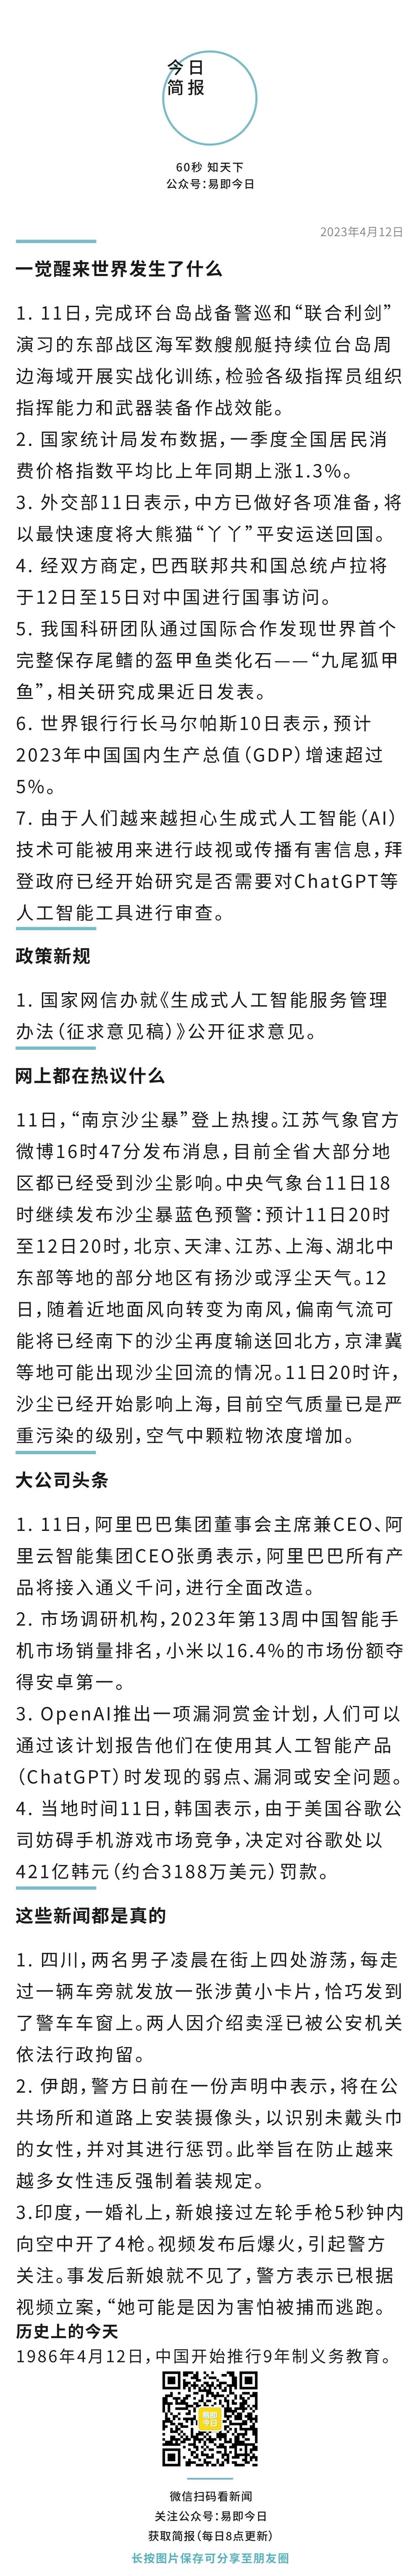 今日
简报
60秒 知天下
公众号：易即今日
2023年4月12日
一觉醒来世界发生了什么
1. 11日，完成环台岛战备警巡和“联合利剑”
演习的东部战区海军数艘舰艇持续位台岛周
边海域开展实战化训练，检验各级指挥员组织
指挥能力和武器装备作战效能。
2. 国家统计局发布数据，一季度全国居民消
费价格指数平均比上年同期上涨1.3%。
3. 外交部11日表示，中方已做好各项准备，将
以最快速度将大熊猫“丫丫”平安运送回国。
4. 经双方商定，巴西联邦共和国总统卢拉将
于12日至15日对中国进行国事访问。
5. 我国科研团队通过国际合作发现世界首个
完整保存尾鳍的盔甲鱼类化石——“九尾狐甲
鱼”，相关研究成果近日发表。
6. 世界银行行长马尔帕斯10日表示，预计
2023年中国国内生产总值（GDP）增速超过
5%。
7. 由于人们越来越担心生成式人工智能（AI）
技术可能被用来进行歧视或传播有害信息，拜
登政府已经开始研究是否需要对ChatGPT等
人工智能工具进行审查。
政策新规
1. 国家网信办就《生成式人工智能服务管理
办法（征求意见稿）》公开征求意见。
网上都在热议什么
11日，“南京沙尘暴”登上热搜。江苏气象官方
微博16时47分发布消息，目前全省大部分地
区都已经受到沙尘影响。中央气象台11日18
时继续发布沙尘暴蓝色预警：预计11日20时
至12日20时，北京、天津、江苏、上海、湖北中
东部等地的部分地区有扬沙或浮尘天气。12
日，随着近地面风向转变为南风，偏南气流可
能将已经南下的沙尘再度输送回北方，京津冀
等地可能出现沙尘回流的情况。11日20时许，
沙尘已经开始影响上海，目前空气质量已是严
重污染的级别，空气中颗粒物浓度增加。
大公司头条
1. 11日，阿里巴巴集团董事会主席兼CEO、阿
里云智能集团CEO张勇表示，阿里巴巴所有产
品将接入通义千问，进行全面改造。
2. 市场调研机构，2023年第13周中国智能手
机市场销量排名，小米以16.4%的市场份额夺
得安卓第一。
3. OpenAI推出一项漏洞赏金计划，人们可以
通过该计划报告他们在使用其人工智能产品
（ChatGPT）时发现的弱点、漏洞或安全问题。
4. 当地时间11日，韩国表示，由于美国谷歌公
司妨碍手机游戏市场竞争，决定对谷歌处以
421亿韩元（约合3188万美元）罚款。
这些新闻都是真的
1. 四川，两名男子凌晨在街上四处游荡，每走
过一辆车旁就发放一张涉黄小卡片，恰巧发到
了警车车窗上。两人因介绍卖淫已被公安机关
依法行政拘留。
2. 伊朗，警方日前在一份声明中表示，将在公
共场所和道路上安装摄像头，以识别未戴头巾
的女性，并对其进行惩罚。此举旨在防止越来
越多女性违反强制着装规定。
3.印度，一婚礼上，新娘接过左轮手枪5秒钟内
向空中开了4枪。视频发布后爆火，引起警方
关注。事发后新娘就不见了，警方表示已根据
视频立案，“她可能是因为害怕被捕而逃跑。
历史上的今天
1986年4月12日，中国开始推行9年制义务教育。
易即
今日
微信扫码看新闻
关注公众号：易即今日
获取简报（每日8点更新）
长按图片保存可分享至朋友圈